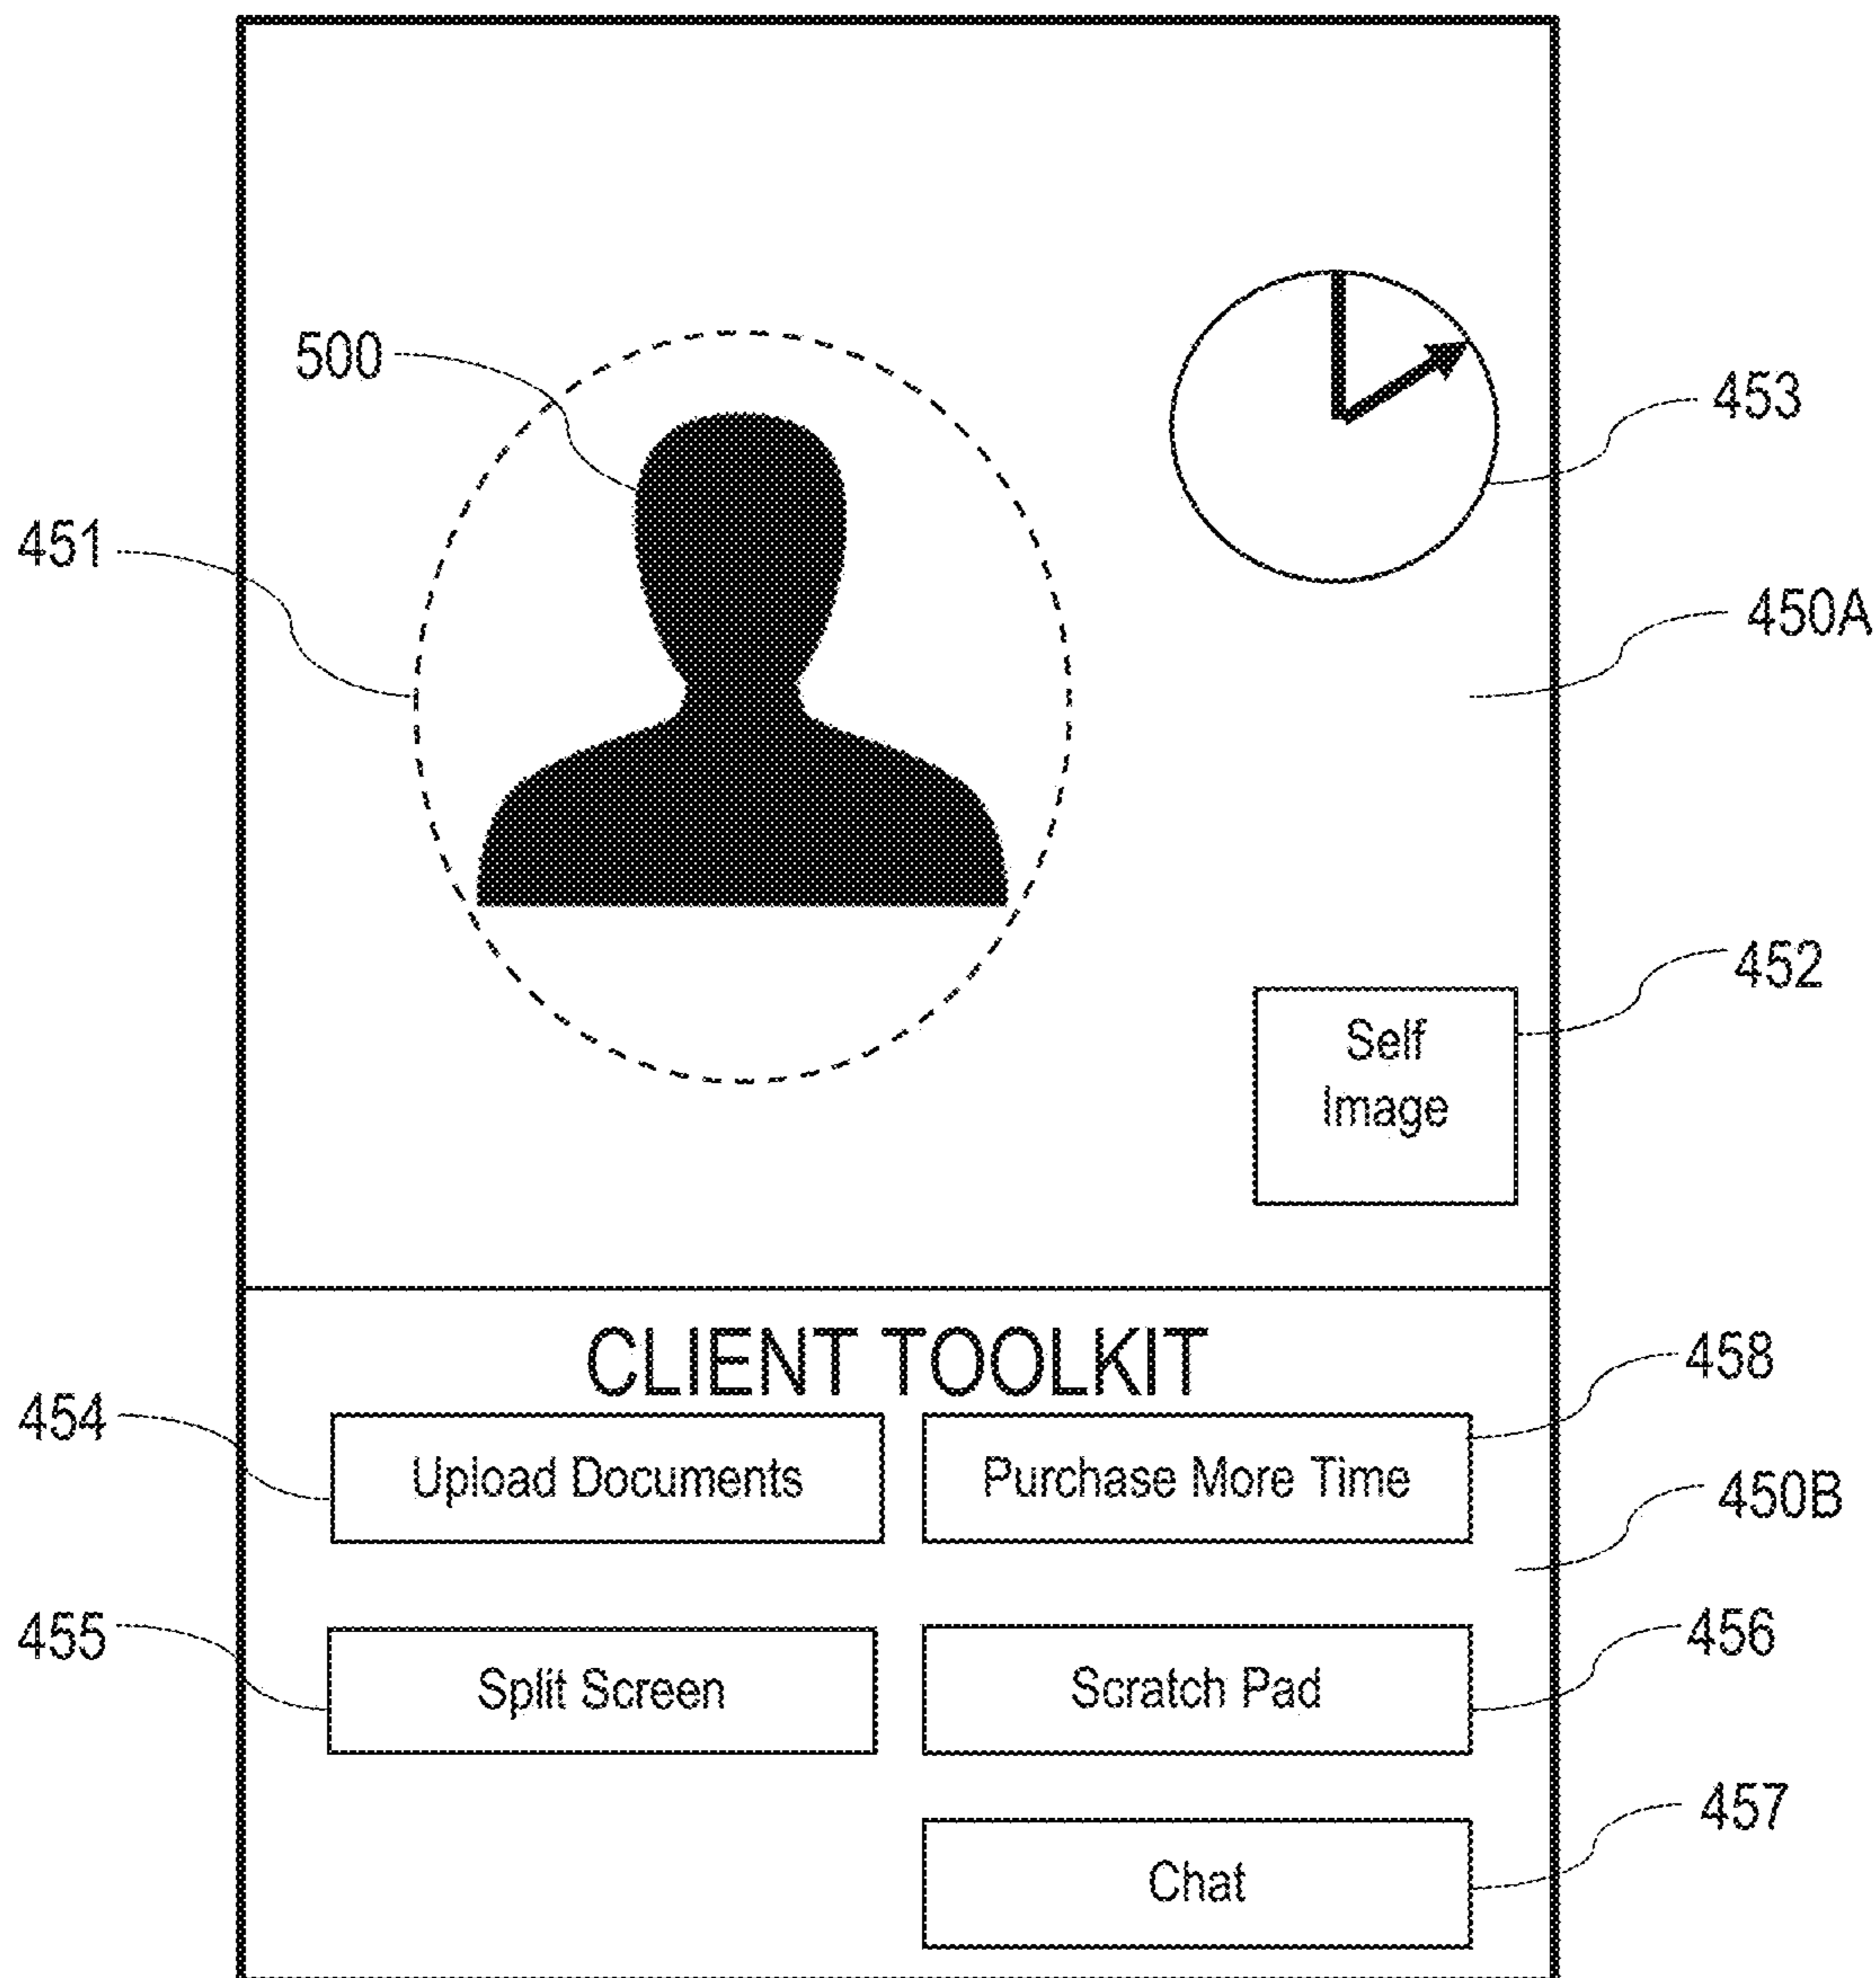 500
453
451
450A
452
Self
Image
CLIENT TOOLKIT
458
454
Upload Documents
Purchase More Time
450B
455
Split Screen
Scratch Pad
456
457
Chat